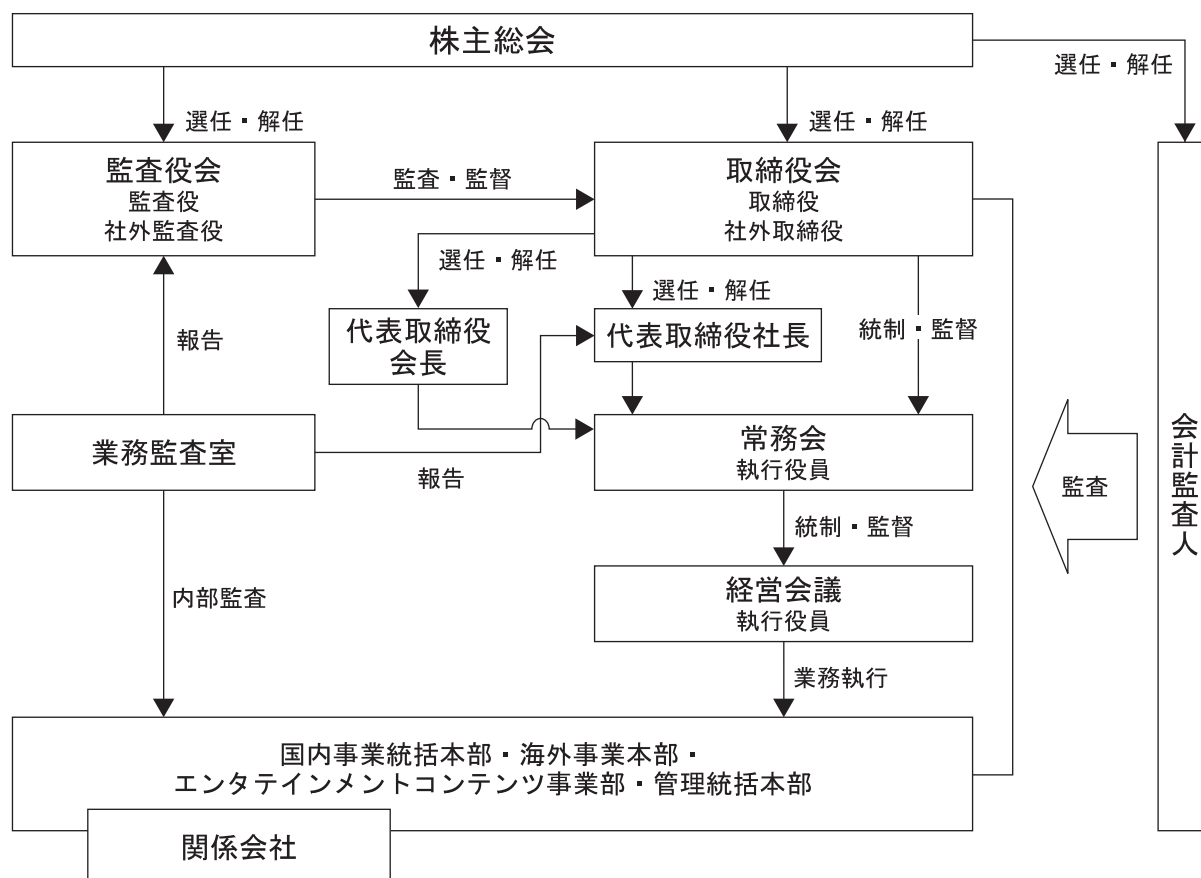 株主総会
選任・解任
選任・解任
選任・解任
監査役会
監査役
社外監査役
監査・監督
取締役会
取締役
社外取締役
選任・解任
選任・解任
統制・監督
報告
代表取締役
会長
代表取締役社長
業務監査室
報告
常務会
執行役員
監査
会計監査人
統制・監督
内部監査
経営会議
執行役員
業務執行
国内事業統括本部・海外事業本部・
エンタテインメントコンテンツ事業部・管理統括本部
関係会社